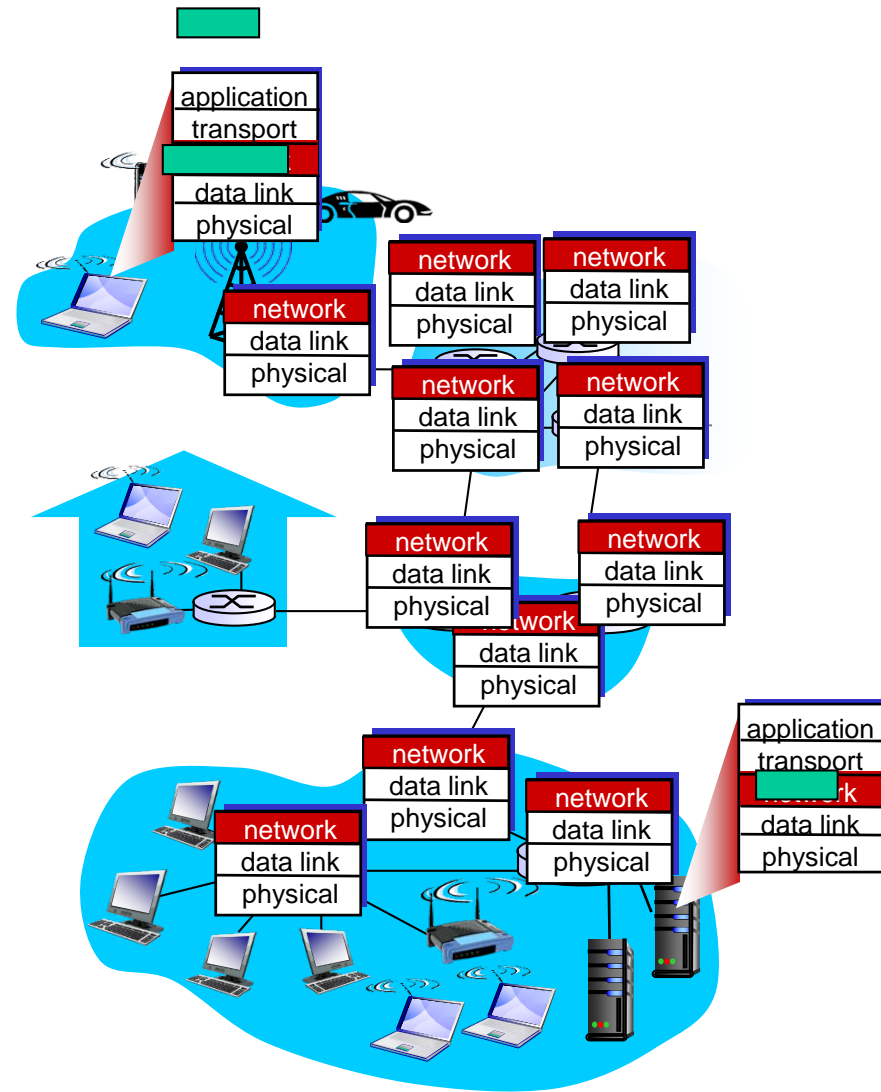 application
transport
data link
physical
network
data link
physical
network
data link
physical
network
data link
physical
network
data link
physical
network
data link
physical
network
data link
physical
network
data link
physical
network
data link
physical
application
transport
network
data link
physical
network
data link
physical
network
data link
physical
network
data link
physical